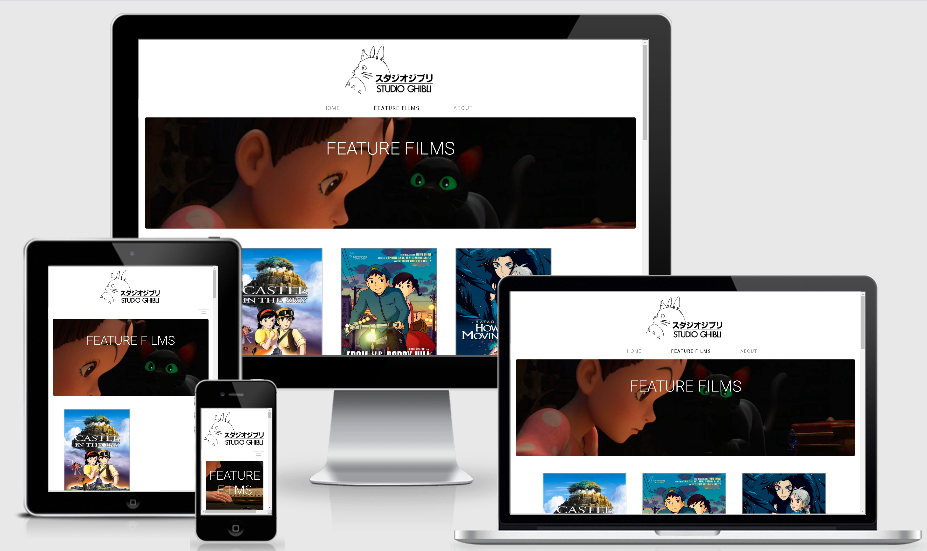 スタジオジブリ
STUDIO GHIBLI
HOME FEATURE FILMS ABOUT
FEATURE FILMS
CASTLE
IN THE SKY
FROM UP ON POPPY HILL
HOW
MOVIN
スタジオジブリ
STUDIO GHIBLI
FEATURE FILMS
CASTLE
IN THE SKY
スタジオジブリ
STUDIO GHIBLI
FEATURE
FILMS
スタジオジブリ
STUDIO GHIBLI
HOME FEATURE FILMS ABOUT
FEATURE FILMS
CASTLE